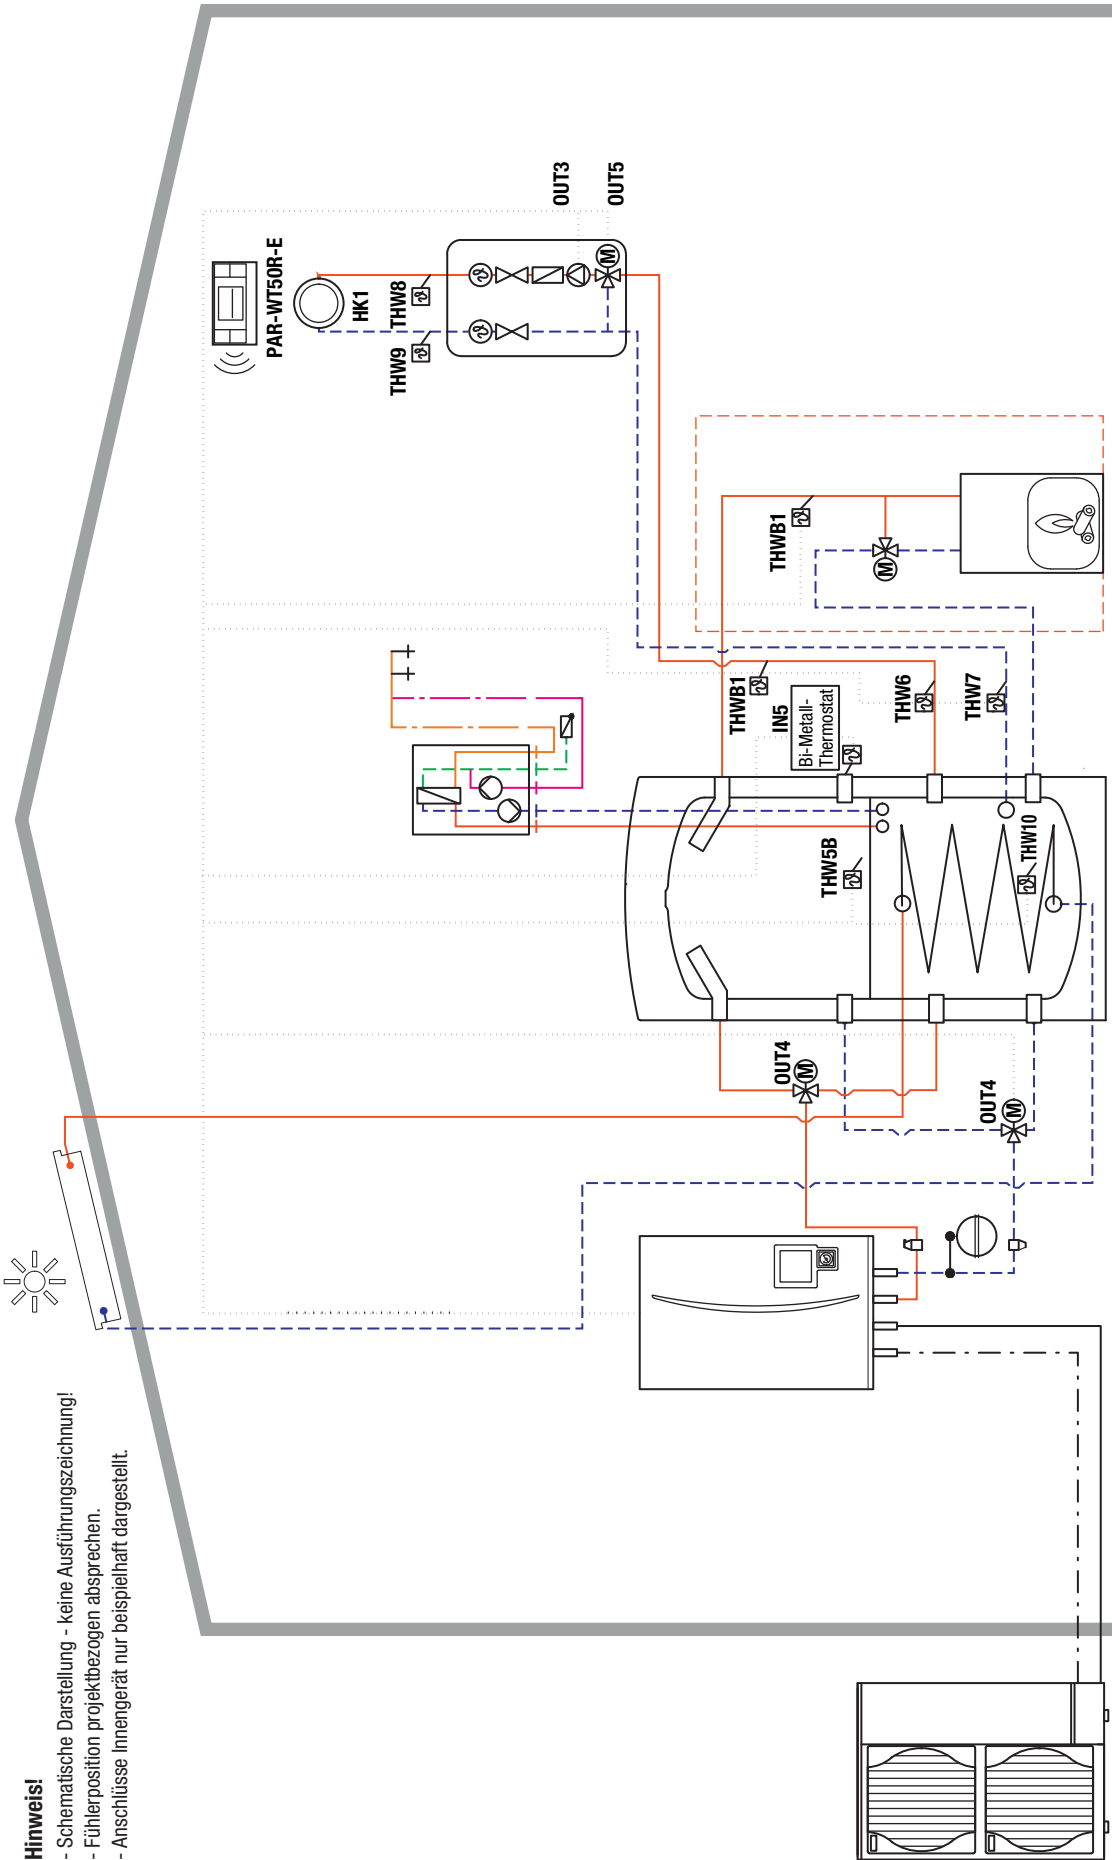 Hinweis!
- Schematische Darstellung - keine Ausführungszeichnung!
- Fühlerposition projektbezogen absprechen.
- Anschlüsse Innengerät nur beispielhaft dargestellt.
PAR-WT50R-E
HK1
THW9
THW8
OUT3
OUT5
M
THWB1
M
THWB1
IN5
Bi-Metall-
Thermostat
THW6
THW7
THW5B
THW10
OUT4
M
OUT4
M